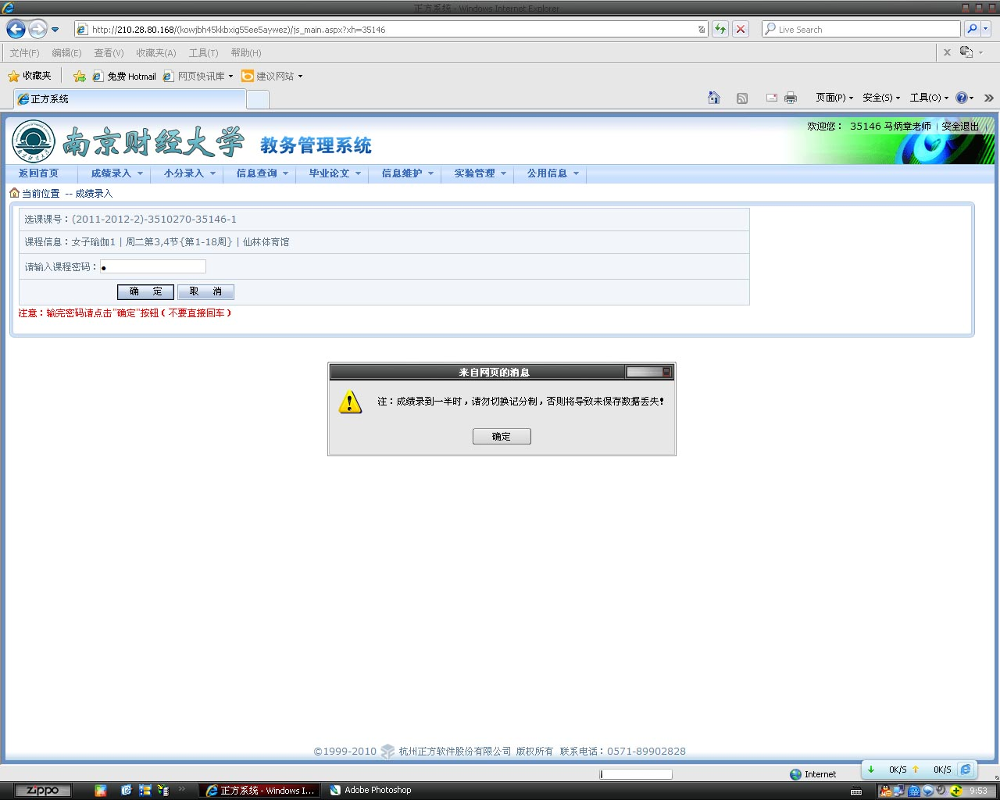 正方系统 - Windows Internet Explorer
http://210.28.80.168/(kowjbh45kkbxig55ee5aywez)/js_main.aspx?xh=35146
Live Search
文件(F) 编辑(E) 查看(V) 收藏夹(A) 工具(T) 帮助(H)
收藏夹 免费 Hotmail 网页快讯库 建议网站
正方系统
页面(P) 安全(S) 工具(O)
南京财经大学 教务管理系统
欢迎您： 35146 马炳章老师 安全退出
返回首页 成绩录入 小分录入 信息查询 毕业论文 信息维护 实验管理 公用信息
当前位置 -- 成绩录入
选课课号：(2011-2012-2)-3510270-35146-1
课程信息：女子瑜伽1 | 周二第3,4节{第1-18周} | 仙林体育馆
请输入课程密码：
确 定 取 消
注意：输完密码请点击"确定"按钮（不要直接回车）
来自网页的消息
注：成绩录到一半时，请勿切换记分制，否则将导致未保存数据丢失!
确定
©1999-2010 杭州正方软件股份有限公司 版权所有 联系电话：0571-89902828
Internet
0K/S 0K/S
zippo
正方系统 - Windows I...
Adobe Photoshop
9:53